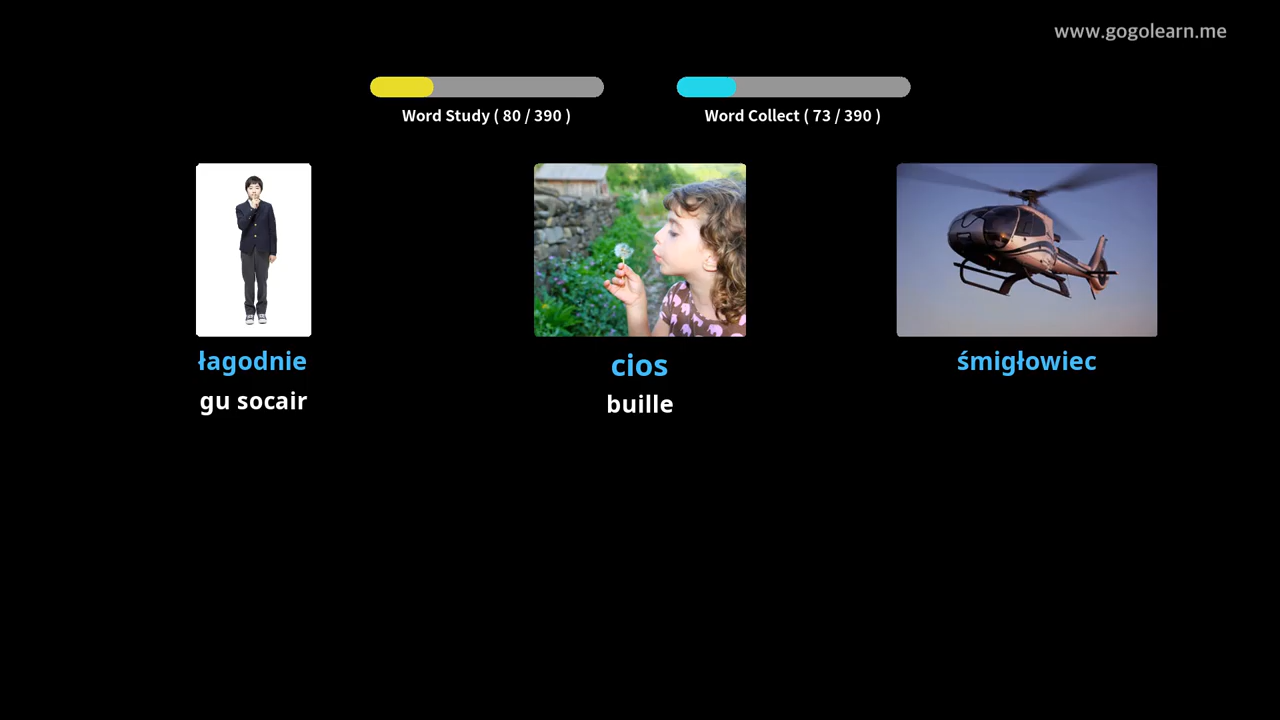 www.gogolearn.me
Word Study ( 80 / 390 )
Word Collect ( 73 / 390 )
łagodnie
gu socair
cios
buille
śmigłowiec